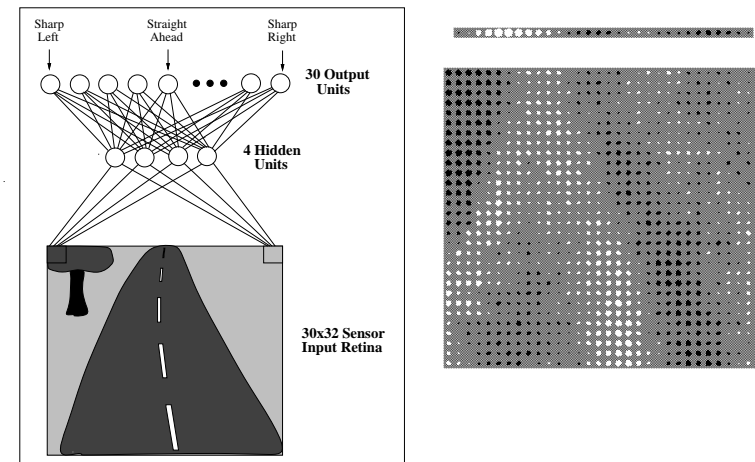 Sharp
Left
Straight
Ahead
Sharp
Right
30 Output
Units
4 Hidden
Units
30x32 Sensor
Input Retina